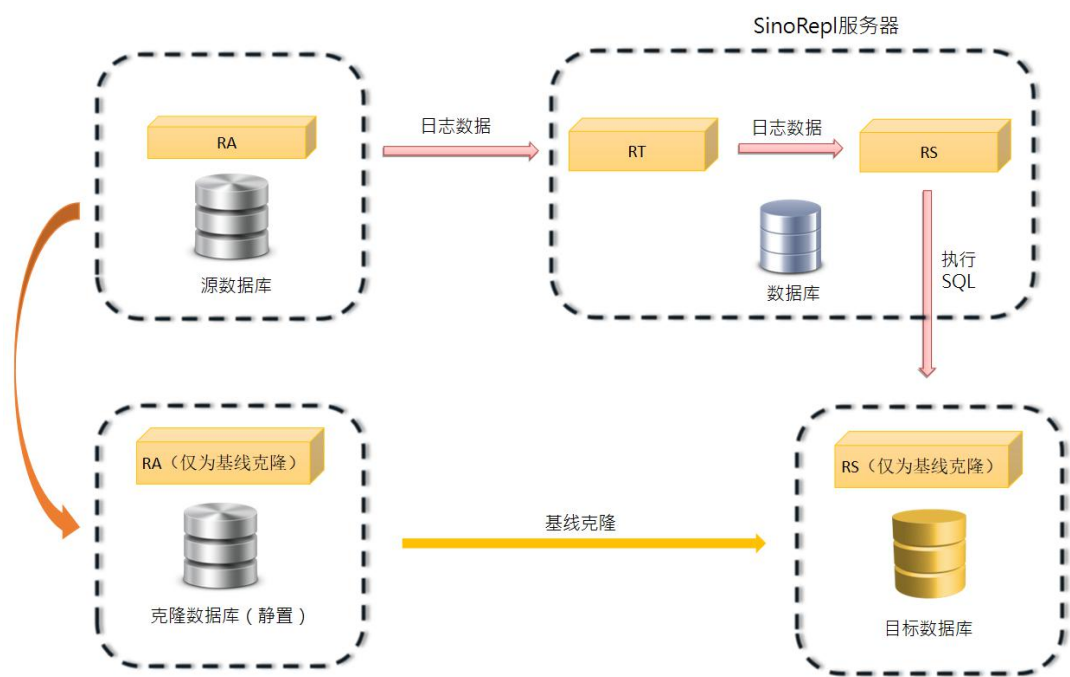 SinoRepl服务器
RA
日志数据
RT
日志数据
RS
源数据库
数据库
执行
SQL
RA（仅为基线克隆）
RS（仅为基线克隆）
基线克隆
克隆数据库（静置）
目标数据库